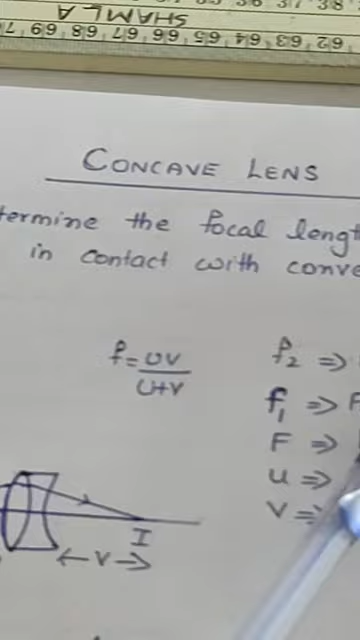 SHAMLA
62 63 64 65 66 67 68 69
CONCAVE LENS
termine the focal lengt
in contact with conve
f = UV
U+V
f₂ ⇒
f₁ ⇒ F
F ⇒
u ⇒
V ⇒
I
← V →